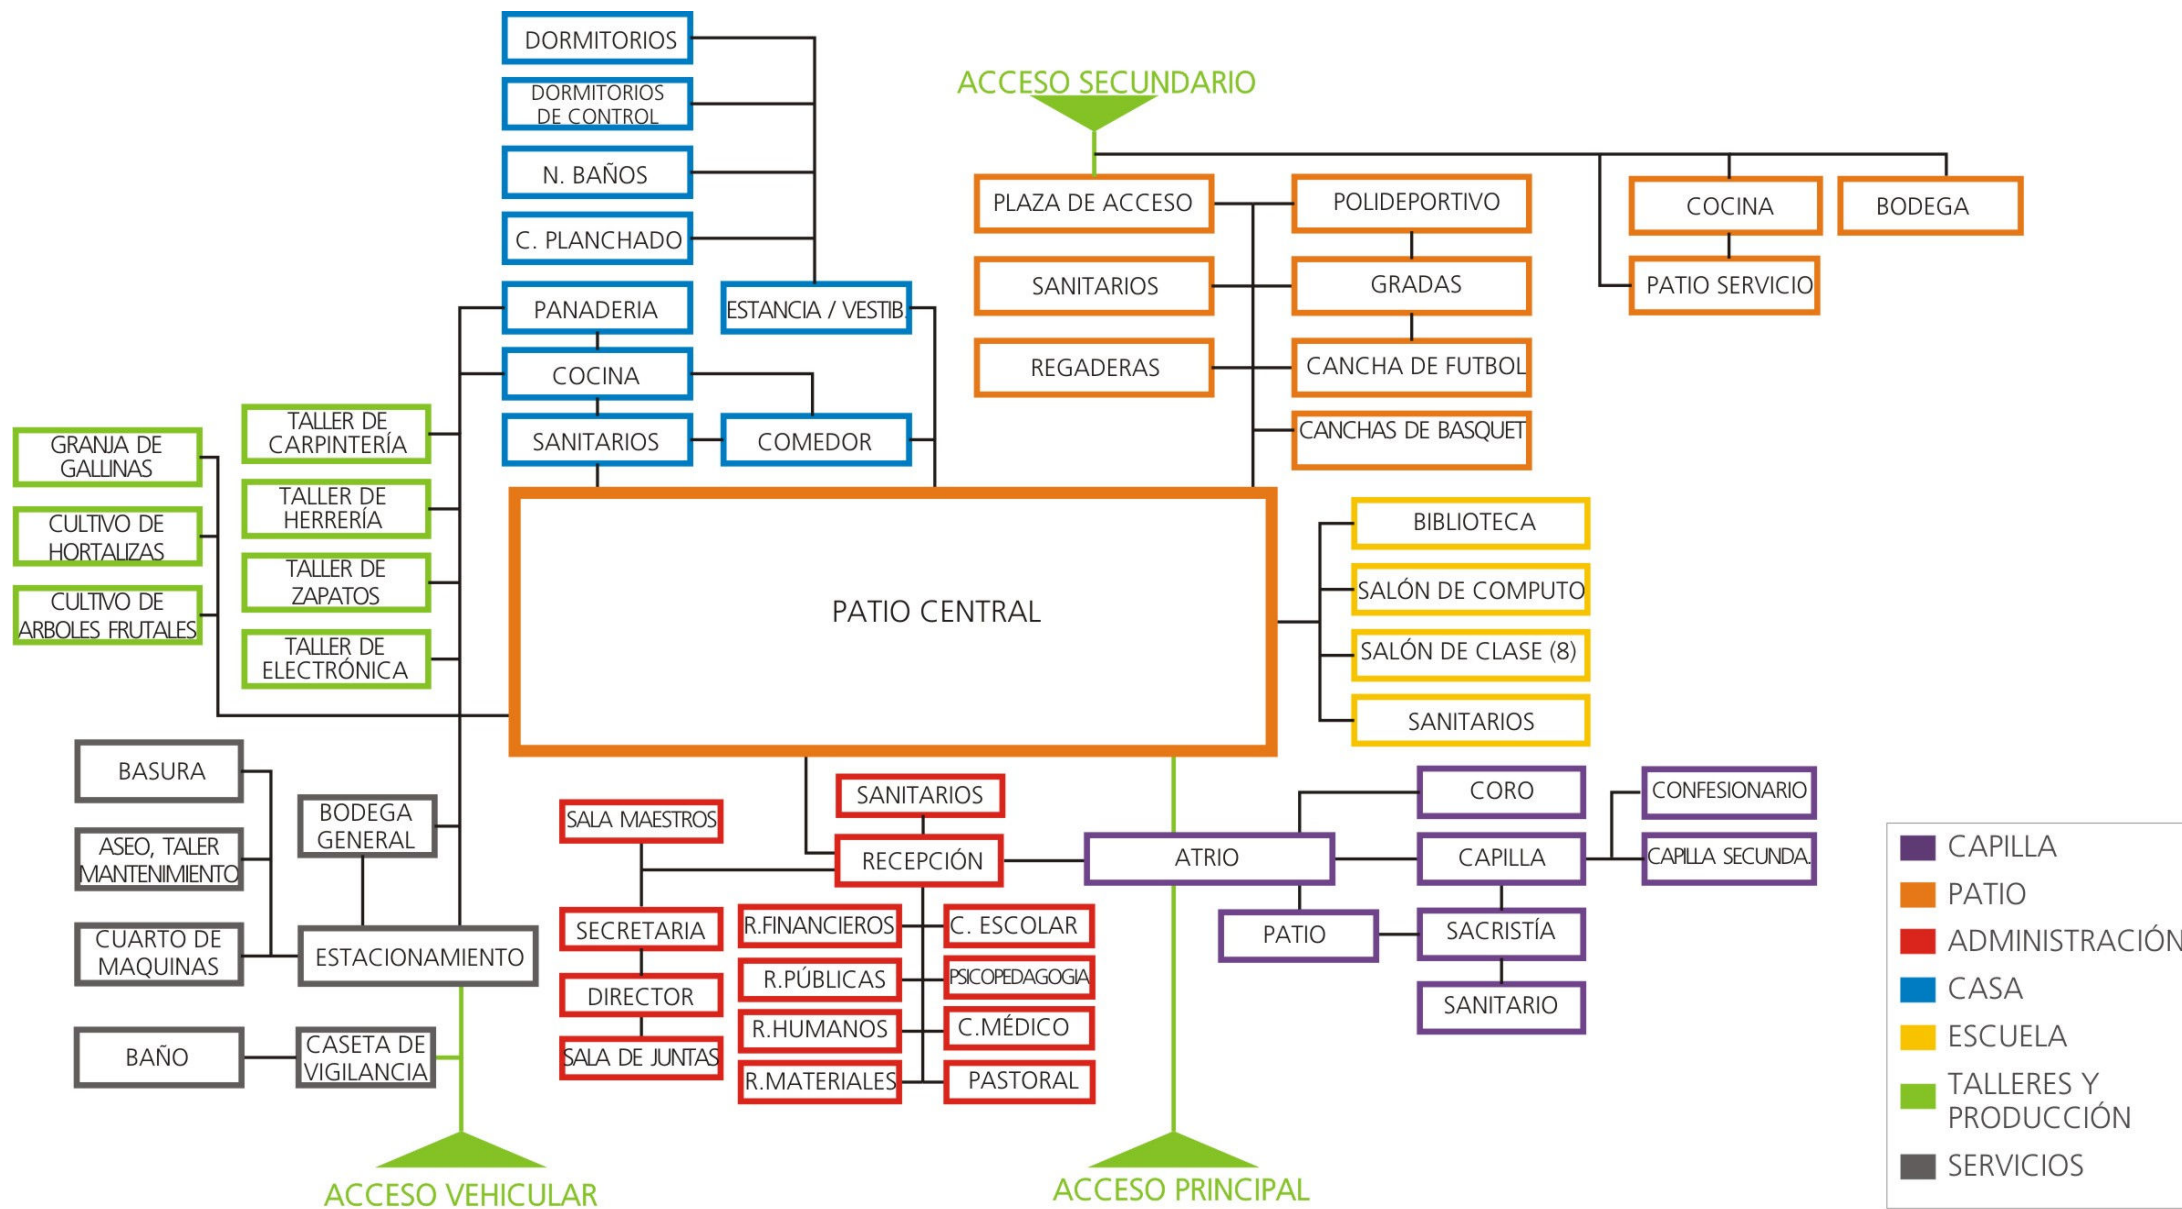 DORMITORIOS
DORMITORIOS
DE CONTROL
N. BAÑOS
C. PLANCHADO
PANADERIA
ESTANCIA / VESTIB.
COCINA
SANITARIOS
COMEDOR
ACCESO SECUNDARIO
PLAZA DE ACCESO
POLIDEPORTIVO
COCINA
BODEGA
SANITARIOS
GRADAS
PATIO SERVICIO
REGADERAS
CANCHA DE FUTBOL
CANCHAS DE BASQUET
GRANJA DE
GALLINAS
CULTIVO DE
HORTALIZAS
CULTIVO DE
ARBOLES FRUTALES
TALLER DE
CARPINTERÍA
TALLER DE
HERRERÍA
TALLER DE
ZAPATOS
TALLER DE
ELECTRÓNICA
PATIO CENTRAL
BIBLIOTECA
SALÓN DE COMPUTO
SALÓN DE CLASE (8)
SANITARIOS
BASURA
ASEO, TALER
MANTENIMIENTO
CUARTO DE
MAQUINAS
BAÑO
BODEGA
GENERAL
ESTACIONAMIENTO
CASETA DE
VIGILANCIA
ACCESO VEHICULAR
SALA MAESTROS
SECRETARIA
DIRECTOR
SALA DE JUNTAS
SANITARIOS
RECEPCIÓN
R.FINANCIEROS
C. ESCOLAR
R.PÚBLICAS
PSICOPEDAGOGIA
R.HUMANOS
C.MÉDICO
R.MATERIALES
PASTORAL
ATRIO
CORO
CONFESIONARIO
CAPILLA
CAPILLA SECUNDA.
PATIO
SACRISTÍA
SANITARIO
ACCESO PRINCIPAL
CAPILLA
PATIO
ADMINISTRACIÓN
CASA
ESCUELA
TALLERES Y
PRODUCCIÓN
SERVICIOS